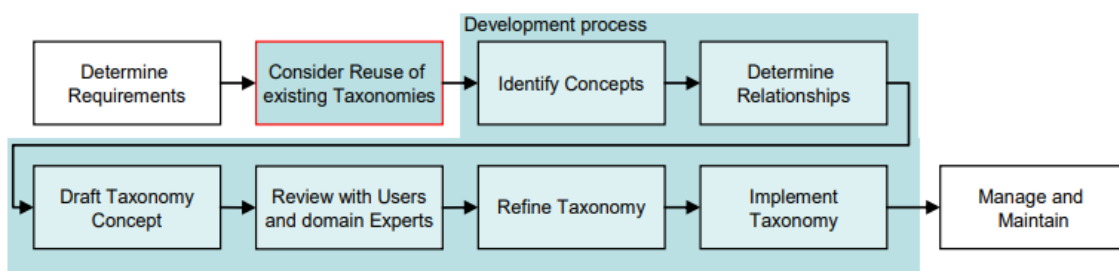 Development process
Determine
Requirements
Consider Reuse of
existing Taxonomies
Identify Concepts
Determine
Relationships
Draft Taxonomy
Concept
Review with Users
and domain Experts
Refine Taxonomy
Implement
Taxonomy
Manage and
Maintain